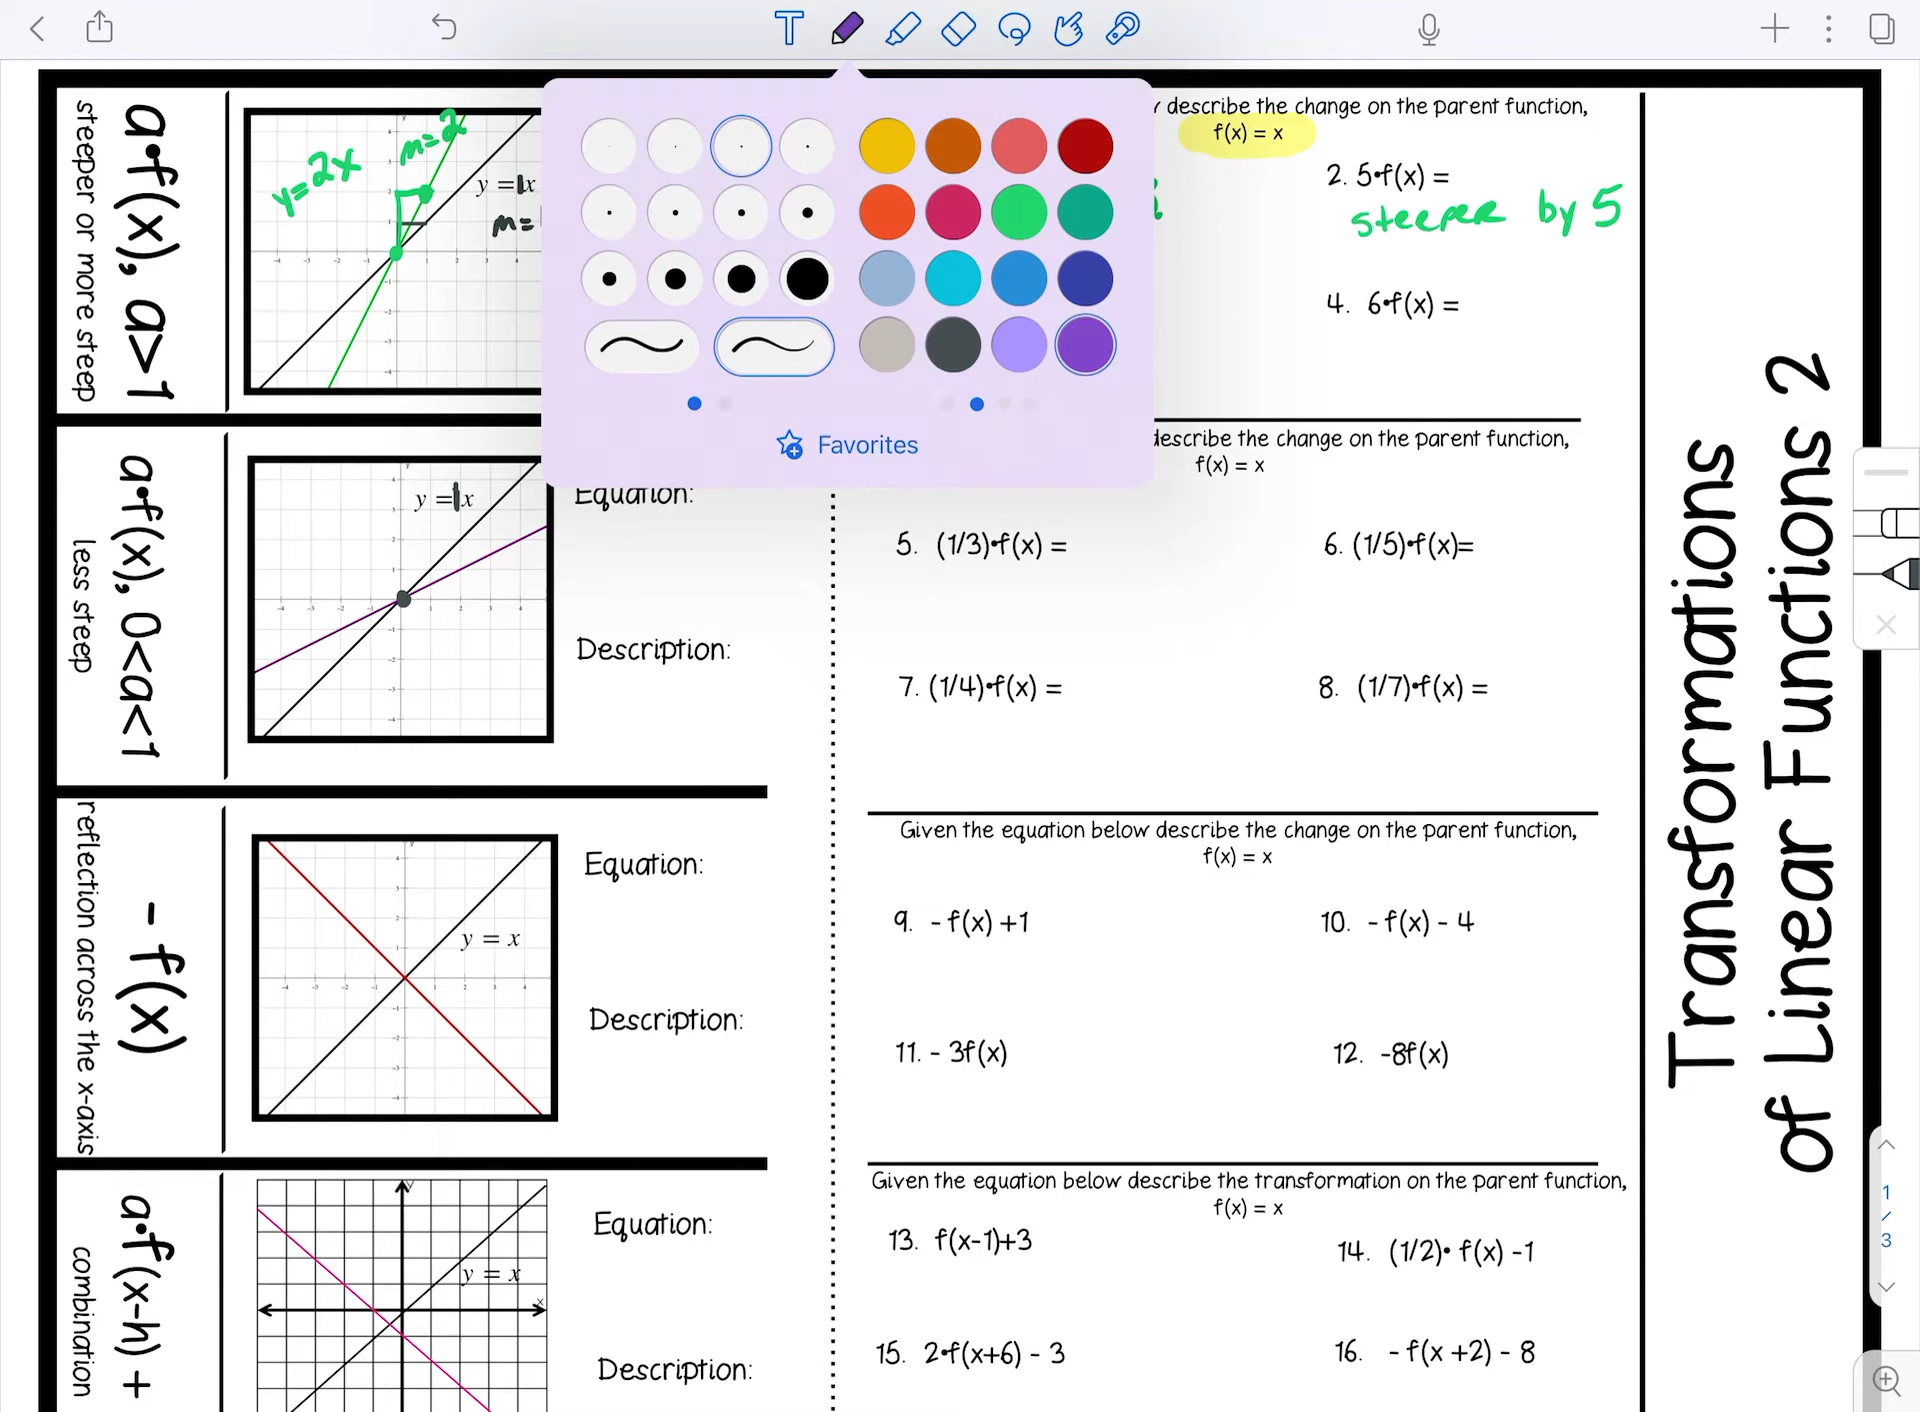 a•f(x), a>1
steeper or more steep
y=2x
m=2
y = 1x
m=
describe the change on the parent function,
f(x) = x
2. 5•f(x) =
steeper by 5
4. 6•f(x) =
Favorites
a•f(x), 0<a<1
less steep
y = 1x
Equation:
Description:
describe the change on the parent function,
f(x) = x
5. (1/3)•f(x) =
6. (1/5)•f(x)=
7. (1/4)•f(x) =
8. (1/7)•f(x) =
- f(x)
reflection across the x-axis
y = x
Equation:
Description:
Given the equation below describe the change on the parent function,
f(x) = x
9. - f(x) +1
10. - f(x) - 4
11. - 3f(x)
12. -8f(x)
a•f(x-h) +
combination
y = x
Equation:
Description:
Given the equation below describe the transformation on the parent function,
f(x) = x
13. f(x-1)+3
14. (1/2)• f(x) -1
15. 2•f(x+6) - 3
16. - f(x +2) - 8
Transformations
of Linear Functions 2
1
/
3